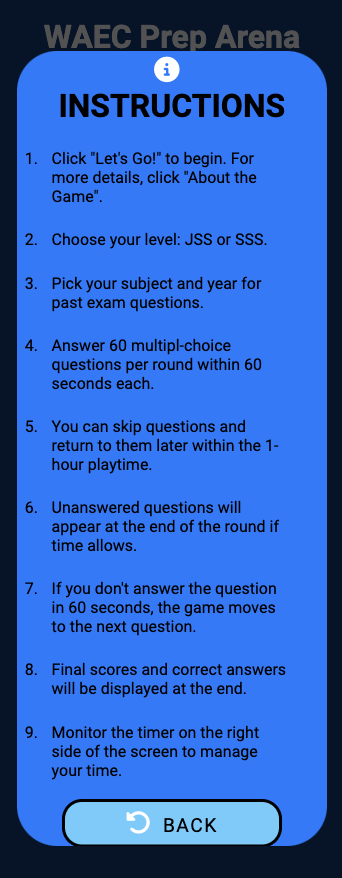 WAEC Prep Arena
INSTRUCTIONS
1. Click "Let's Go!" to begin. For
more details, click "About the
Game".
2. Choose your level: JSS or SSS.
3. Pick your subject and year for
past exam questions.
4. Answer 60 multipl-choice
questions per round within 60
seconds each.
5. You can skip questions and
return to them later within the 1-
hour playtime.
6. Unanswered questions will
appear at the end of the round if
time allows.
7. If you don't answer the question
in 60 seconds, the game moves
to the next question.
8. Final scores and correct answers
will be displayed at the end.
9. Monitor the timer on the right
side of the screen to manage
your time.
BACK